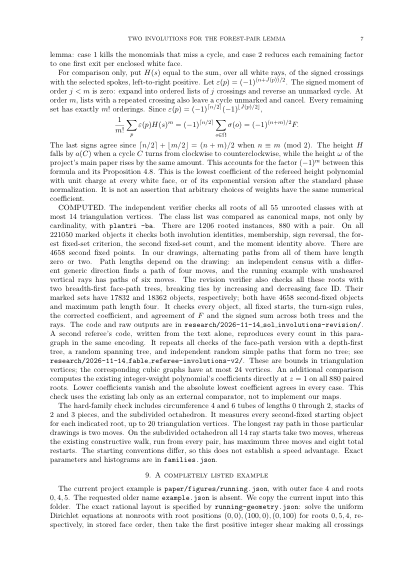 TWO INVOLUTIONS FOR THE FOREST-PAIR LEMMA 7
lemma: case 1 kills the monomials that miss a cycle, and case 2 reduces each remaining factor
to one first exit per enclosed white face.
For comparison only, put H(s) equal to the sum, over all white rays, of the signed crossings
with the selected spokes, left-to-right positive. Let ε(p) = (−1)^{(n+J(p))/2}. The signed moment of
order j < m is zero: expand into ordered lists of j crossings and reverse an unmarked cycle. At
order m, lists with a repeated crossing also leave a cycle unmarked and cancel. Every remaining
set has exactly m! orderings. Since ε(p) = (−1)^{⌈n/2⌉}(−1)^{⌊J(p)/2⌋},
The last signs agree since ⌈n/2⌉ + ⌊m/2⌋ = (n + m)/2 when n ≡ m (mod 2). The height H
falls by a(C) when a cycle C turns from clockwise to counterclockwise, while the height ω of the
project's main paper rises by the same amount. This accounts for the factor (−1)^m between this
formula and its Proposition 4.8. This is the lowest coefficient of the refereed height polynomial
with unit charge at every white face, or of its exponential version after the standard phase
normalization. It is not an assertion that arbitrary choices of weights have the same numerical
coefficient.
COMPUTED. The independent verifier checks all roots of all 55 unrooted classes with at
most 14 triangulation vertices. The class list was compared as canonical maps, not only by
cardinality, with plantri -ba. There are 1206 rooted instances, 880 with a pair. On all
221050 marked objects it checks both involution identities, membership, sign reversal, the for-
est fixed-set criterion, the second fixed-set count, and the moment identity above. There are
4658 second fixed points. In our drawings, alternating paths from all of them have length
zero or two. Path lengths depend on the drawing: an independent census with a differ-
ent generic direction finds a path of four moves, and the running example with unsheared
vertical rays has paths of six moves. The revision verifier also checks all these roots with
two breadth-first face-path trees, breaking ties by increasing and decreasing face ID. Their
marked sets have 17832 and 18362 objects, respectively; both have 4658 second-fixed objects
and maximum path length four. It checks every object, all fixed starts, the turn-sign rules,
the corrected coefficient, and agreement of F and the signed sum across both trees and the
rays. The code and raw outputs are in research/2026-11-14_sol_involutions-revision/.
A second referee's code, written from the text alone, reproduces every count in this para-
graph in the same encoding. It repeats all checks of the face-path version with a depth-first
tree, a random spanning tree, and independent random simple paths that form no tree; see
research/2026-11-14_fable_referee-involutions-v2/. These are bounds in triangulation
vertices; the corresponding cubic graphs have at most 24 vertices. An additional comparison
computes the existing integer-weight polynomial's coefficients directly at z = 1 on all 880 paired
roots. Lower coefficients vanish and the absolute lowest coefficient agrees in every case. This
check uses the existing lab only as an external comparator, not to implement our maps.
The hard-family check includes circumference 4 and 6 tubes of lengths 0 through 2, stacks of
2 and 3 pieces, and the subdivided octahedron. It measures every second-fixed starting object
for each indicated root, up to 20 triangulation vertices. The longest ray path in those particular
drawings is two moves. On the subdivided octahedron all 14 ray starts take two moves, whereas
the existing constructive walk, run from every pair, has maximum three moves and eight total
restarts. The starting conventions differ, so this does not establish a speed advantage. Exact
parameters and histograms are in families.json.
9. A COMPLETELY LISTED EXAMPLE
The current project example is paper/figures/running.json, with outer face 4 and roots
0, 4, 5. The requested older name example.json is absent. We copy the current input into this
folder. The exact rational layout is specified by running-geometry.json: solve the uniform
Dirichlet equations at nonroots with root positions (0, 0), (100, 0), (0, 100) for roots 0, 5, 4, re-
spectively, in stored face order, then take the first positive integer shear making all crossings